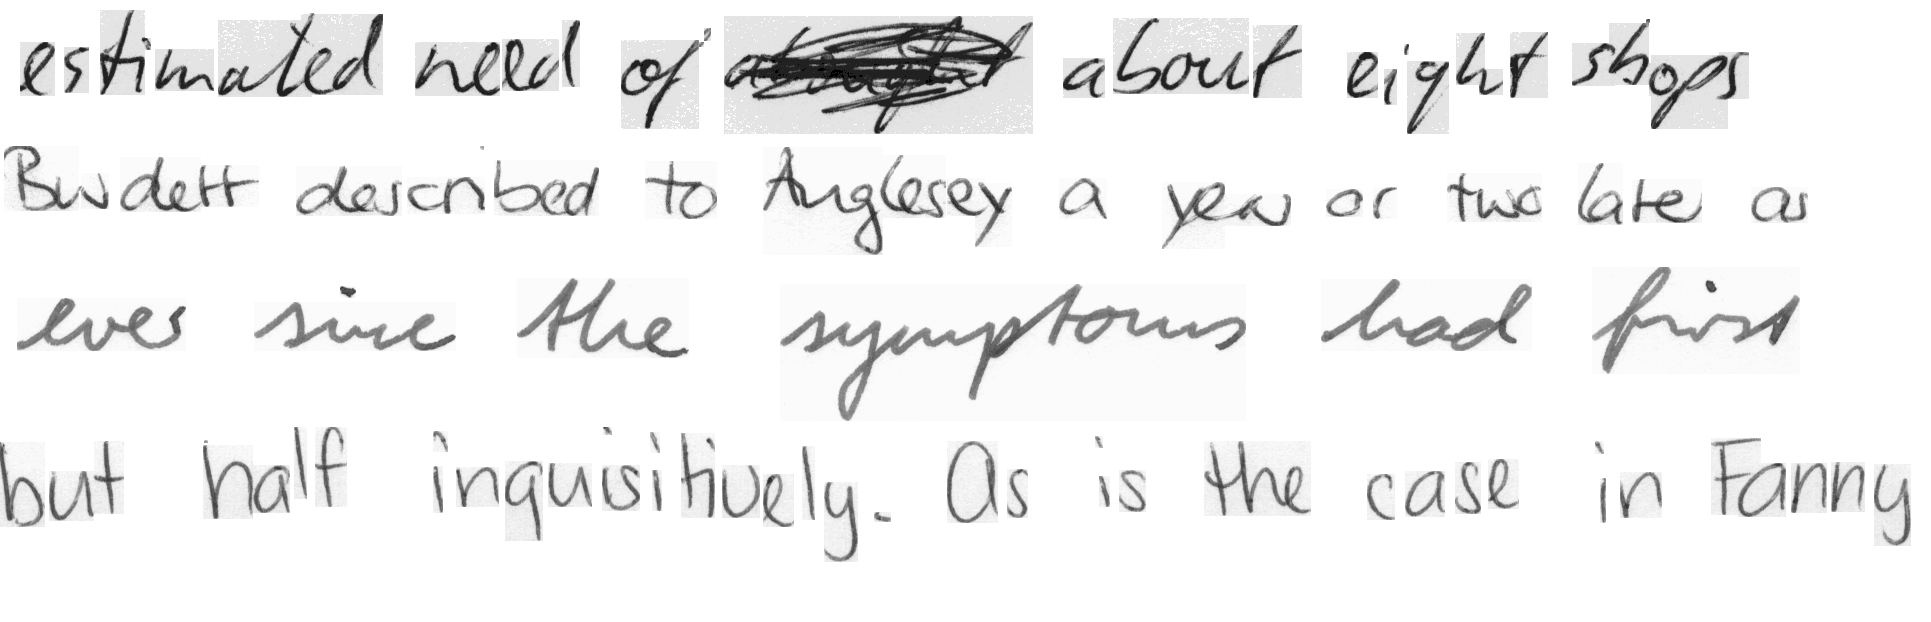 estimated need of about eight shops
Burdett described to Anglesey a year or two later as
ever since the symptoms had first
but half inquisitively. As is the case in Fanny